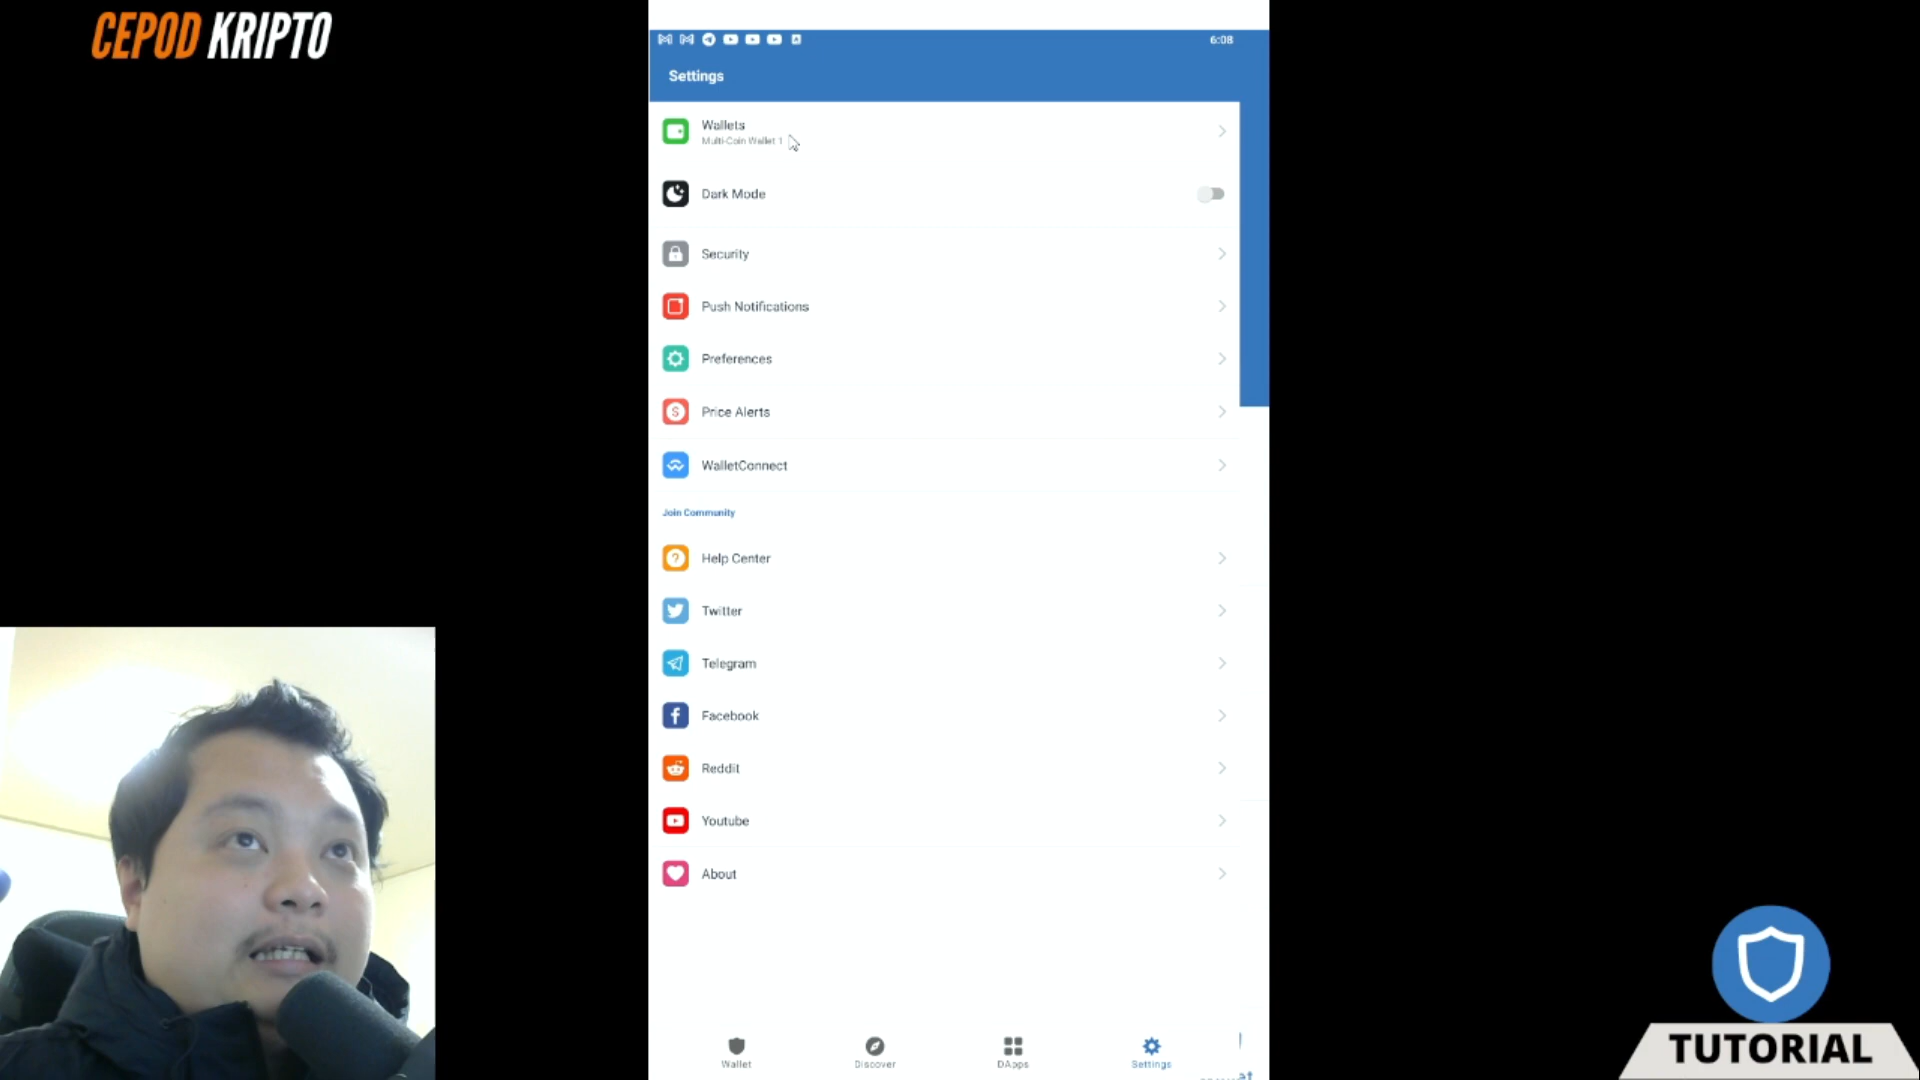 CEPOD KRIPTO
6:08
Settings
Wallets
Multi-Coin Wallet 1
Dark Mode
Security
Push Notifications
Preferences
Price Alerts
WalletConnect
Join Community
Help Center
Twitter
Telegram
Facebook
Reddit
Youtube
About
Wallet
Discover
DApps
Settings
TUTORIAL